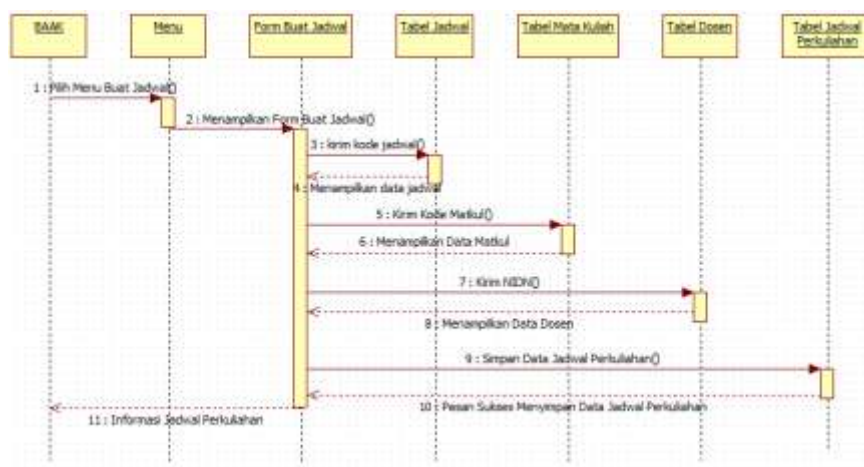 BAAK
Menu
Form Buat Jadwal
Tabel Jadwal
Tabel Mata Kuliah
Tabel Dosen
Tabel Jadwal
Perkuliahan
1 : Pilih Menu Buat Jadwal()
2 : Menampilkan Form Buat Jadwal()
3 : kirim kode jadwal()
4 : Menampilkan data jadwal
5 : Kirim Kode Matkul()
6 : Menampilkan Data Matkul
7 : Kirim NIDN()
8 : Menampilkan Data Dosen
9 : Simpan Data Jadwal Perkuliahan()
10 : Pesan Sukses Menyimpan Data Jadwal Perkuliahan
11 : Informasi Jadwal Perkuliahan